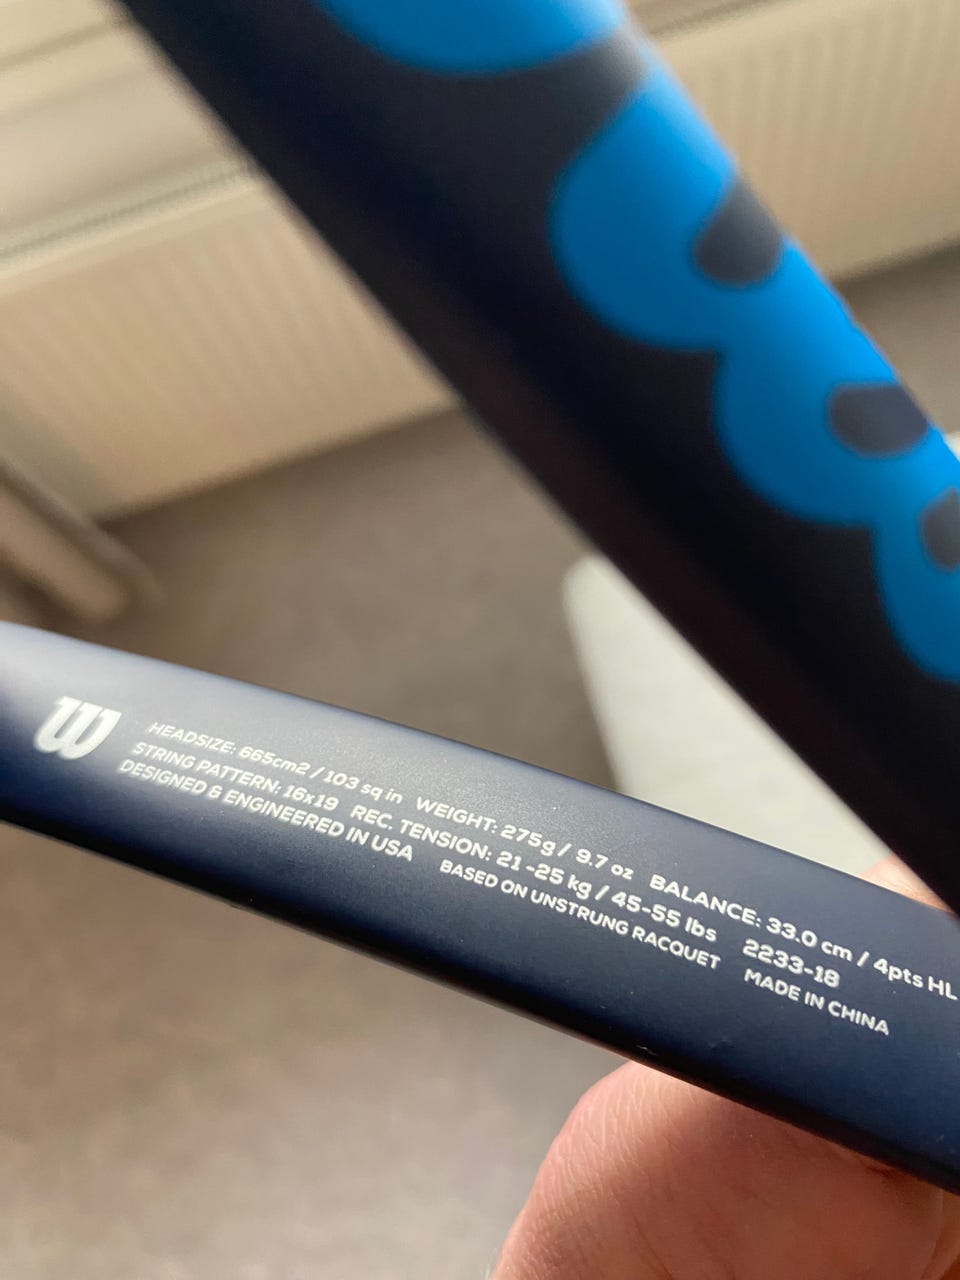 W
HEADSIZE: 665cm2 / 103 sq in WEIGHT: 275g / 9.7 oz BALANCE: 33.0 cm / 4pts HL
STRING PATTERN: 16x19 REC. TENSION: 21-25 kg / 45-55 lbs 2233-18
DESIGNED & ENGINEERED IN USA BASED ON UNSTRUNG RACQUET MADE IN CHINA